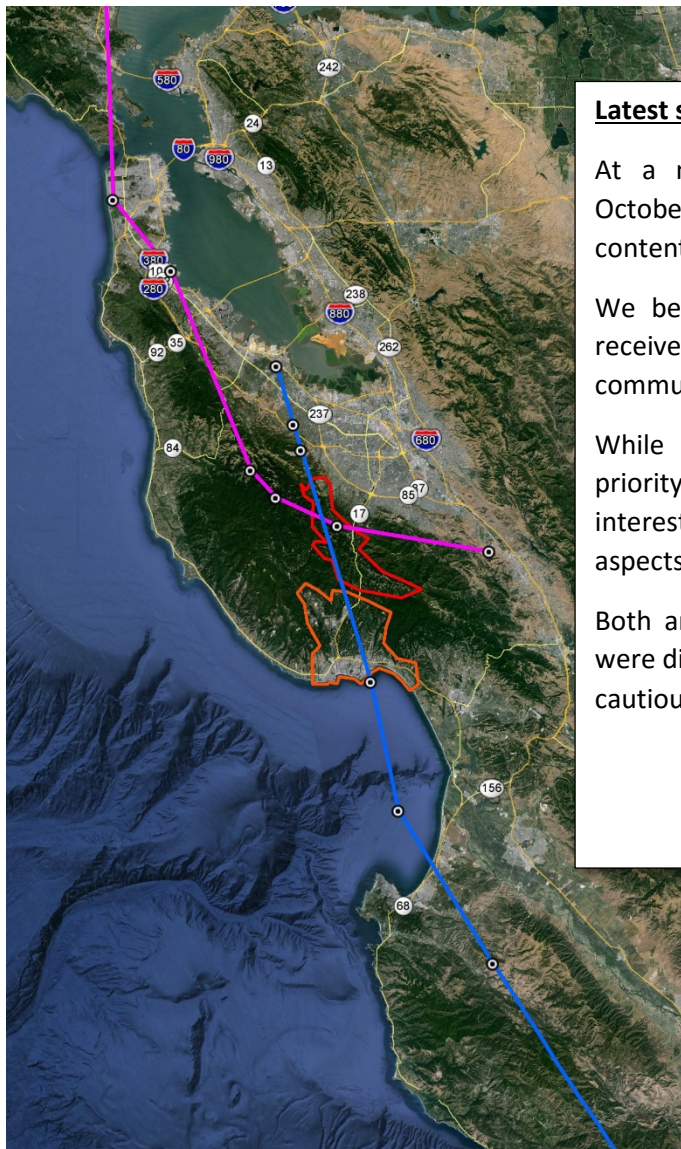 580
242
24
80
980
13
380
280
238
880
35
92
262
237
680
84
87
85
17
156
68
Latest s
At a r
Octobe
content
We be
receive
commu
While
priority
interest
aspects
Both ar
were di
cautiou